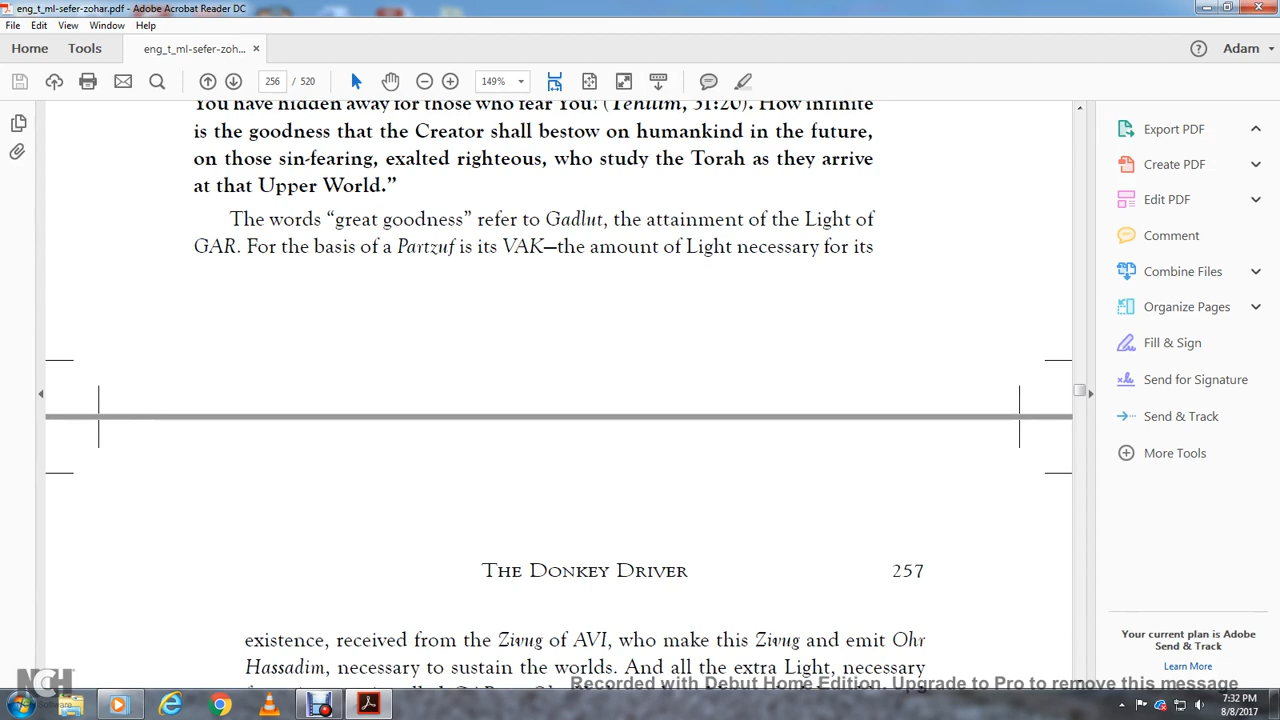 eng_t_ml-sefer-zohar.pdf - Adobe Acrobat Reader DC
File Edit View Window Help
Home Tools eng_t_ml-sefer-zoh... × Adam
256 / 520 149%
You have hidden away for those who fear You! (Tehilim, 31:20). How infinite
is the goodness that the Creator shall bestow on humankind in the future,
on those sin-fearing, exalted righteous, who study the Torah as they arrive
at that Upper World.”
The words “great goodness” refer to Gadlut, the attainment of the Light of
GAR. For the basis of a Partzuf is its VAK—the amount of Light necessary for its
The Donkey Driver 257
existence, received from the Zivug of AVI, who make this Zivug and emit Ohr
Hassadim, necessary to sustain the worlds. And all the extra Light, necessary
Export PDF
Create PDF
Edit PDF
Comment
Combine Files
Organize Pages
Fill & Sign
Send for Signature
Send & Track
More Tools
Your current plan is Adobe
Send & Track
Learn More
NCH
Software
Recorded with Debut Home Edition. Upgrade to Pro to remove this message
7:32 PM
8/8/2017